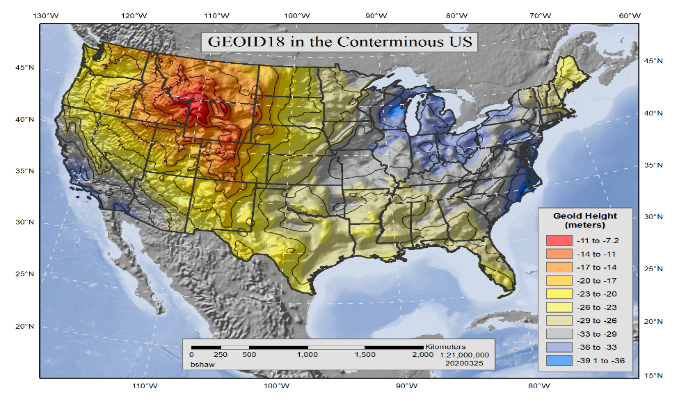 130°W 120°W 110°W 100°W 90°W 80°W 70°W 60°W
GEOID18 in the Conterminous US
45°N
45°N
40°N
40°N
35°N
35°N
30°N
30°N
25°N
25°N
20°N
20°N
15°N
Geoid Height
(meters)
-11 to -7.2
-14 to -11
-17 to -14
-20 to -17
-23 to -20
-26 to -23
-29 to -26
-33 to -29
-36 to -33
-39.1 to -36
Kilometers
0 250 500 1,000 1,500 2,000 1:21,000,000
bshaw 20200325
110°W 100°W 90°W 80°W